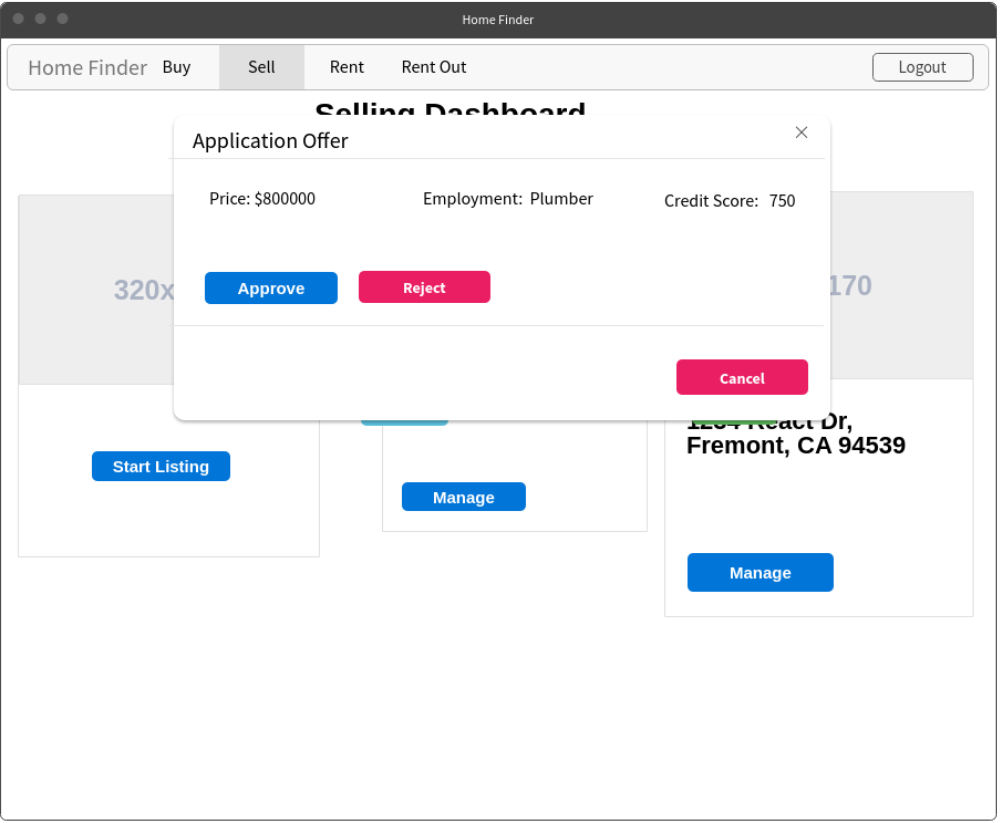 Home Finder
Home Finder Buy Sell Rent Rent Out Logout
Selling Dashboard
Application Offer
Price: $800000 Employment: Plumber Credit Score: 750
320x 170
Approve Reject
Cancel
1234 React Dr,
Fremont, CA 94539
Start Listing
Manage
Manage